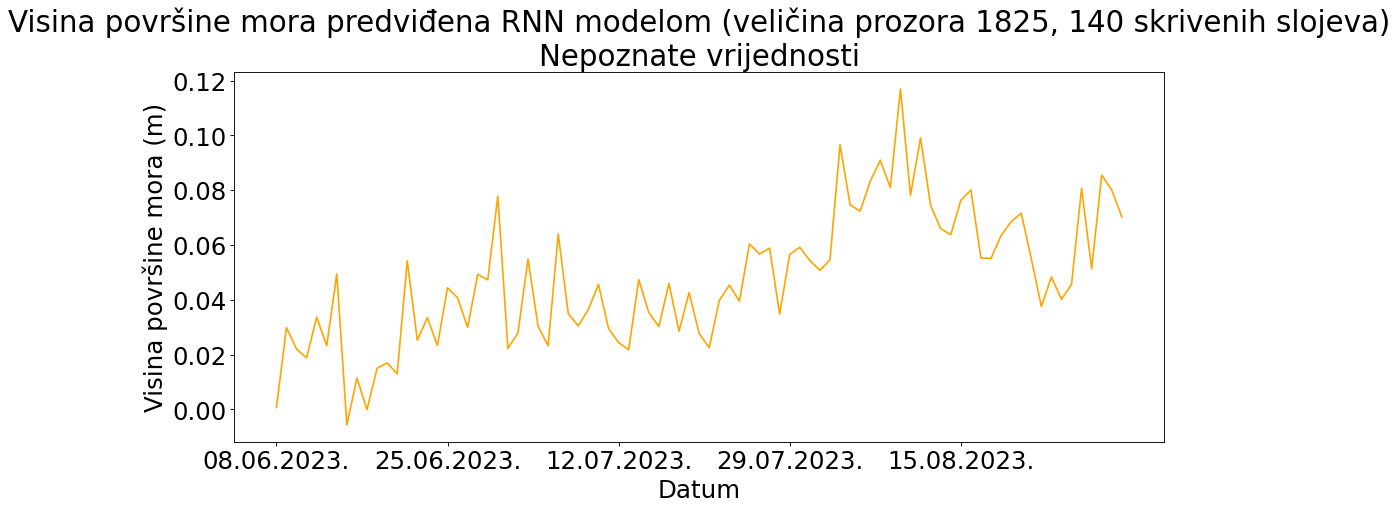 Visina površine mora predviđena RNN modelom (veličina prozora 1825, 140 skrivenih slojeva)
Nepoznate vrijednosti
Visina površine mora (m)
0.12
0.10
0.08
0.06
0.04
0.02
0.00
08.06.2023. 25.06.2023. 12.07.2023. 29.07.2023. 15.08.2023.
Datum